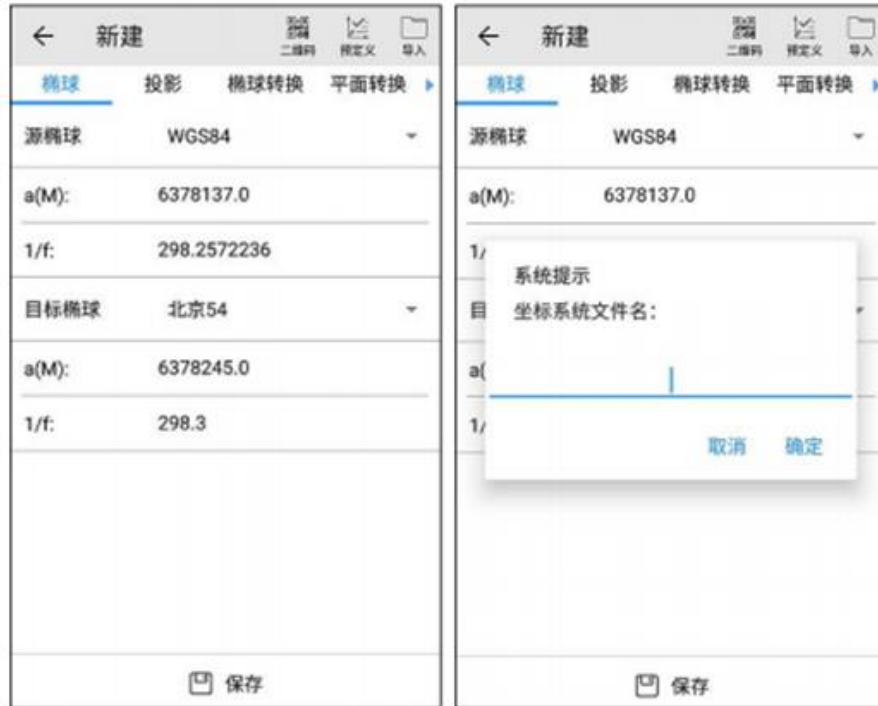 新建
二维码
预定义
导入
椭球 投影 椭球转换 平面转换
源椭球 WGS84
a(M): 6378137.0
1/f: 298.2572236
目标椭球 北京54
a(M): 6378245.0
1/f: 298.3
保存
新建
二维码
预定义
导入
椭球 投影 椭球转换 平面转换
源椭球 WGS84
a(M): 6378137.0
1/
系统提示
目
坐标系统文件名:
a(
1/
取消 确定
保存